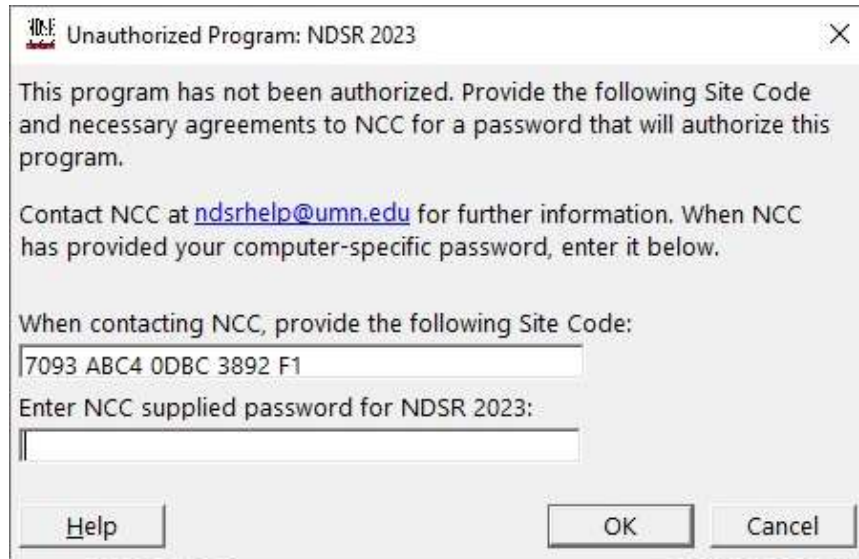 Unauthorized Program: NDSR 2023
This program has not been authorized. Provide the following Site Code
and necessary agreements to NCC for a password that will authorize this
program.
Contact NCC at ndsrhelp@umn.edu for further information. When NCC
has provided your computer-specific password, enter it below.
When contacting NCC, provide the following Site Code:
7093 ABC4 0DBC 3892 F1
Enter NCC supplied password for NDSR 2023:
Help OK Cancel